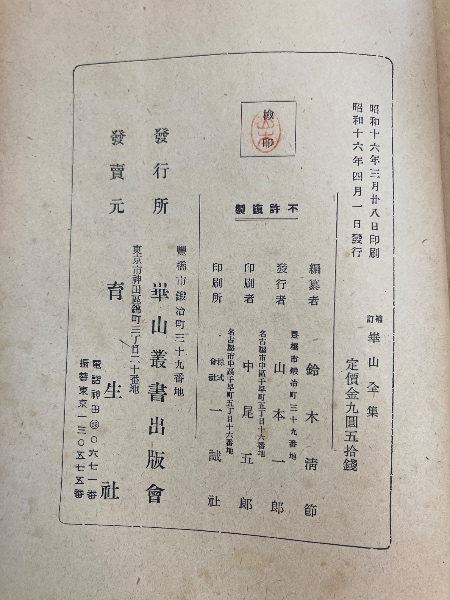 昭和十六年三月廿八日印刷
昭和十六年四月一日發行
補訂 崋山全集
定價金九圓五拾錢
檢印
不許復製
編纂者 鈴木清節
豊橋市鍛冶町三十九番地
發行者 山本一郎
名古屋市中區千早町五丁目十六番地
印刷者 中尾五郎
名古屋市中區千早町五丁目十六番地
印刷所 株式會社 一誠社
豐橋市鍛冶町三十九番地
發行所 崋山叢書出版會
東京市神田區錦町三丁目二十番地
發賣元 育生社
電話神田㉕〇六七一番
振替東京一三〇五七五番